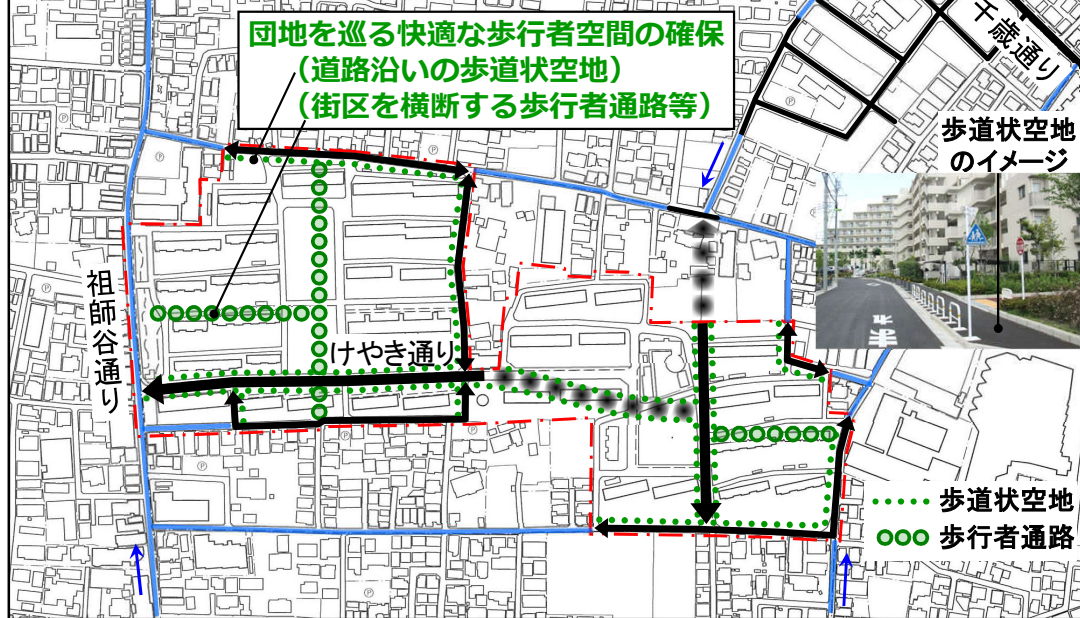 団地を巡る快適な歩行者空間の確保
（道路沿いの歩道状空地）
（街区を横断する歩行者通路等）
千歳通り
歩道状空地
のイメージ
祖師谷通り
けやき通り
歩道状空地
歩行者通路